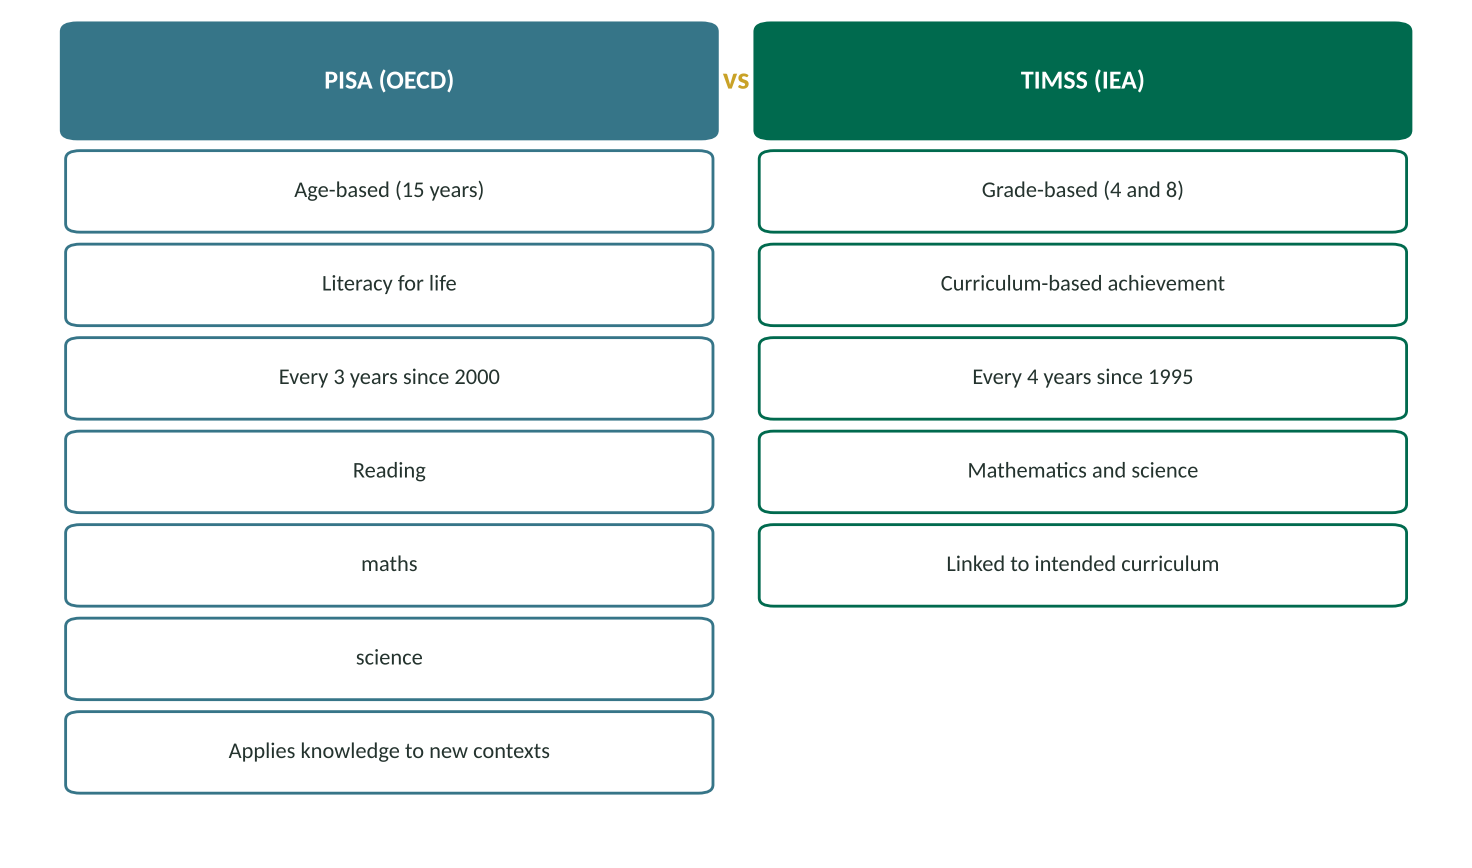 PISA (OECD)
vs
TIMSS (IEA)
Age-based (15 years)
Grade-based (4 and 8)
Literacy for life
Curriculum-based achievement
Every 3 years since 2000
Every 4 years since 1995
Reading
Mathematics and science
maths
Linked to intended curriculum
science
Applies knowledge to new contexts